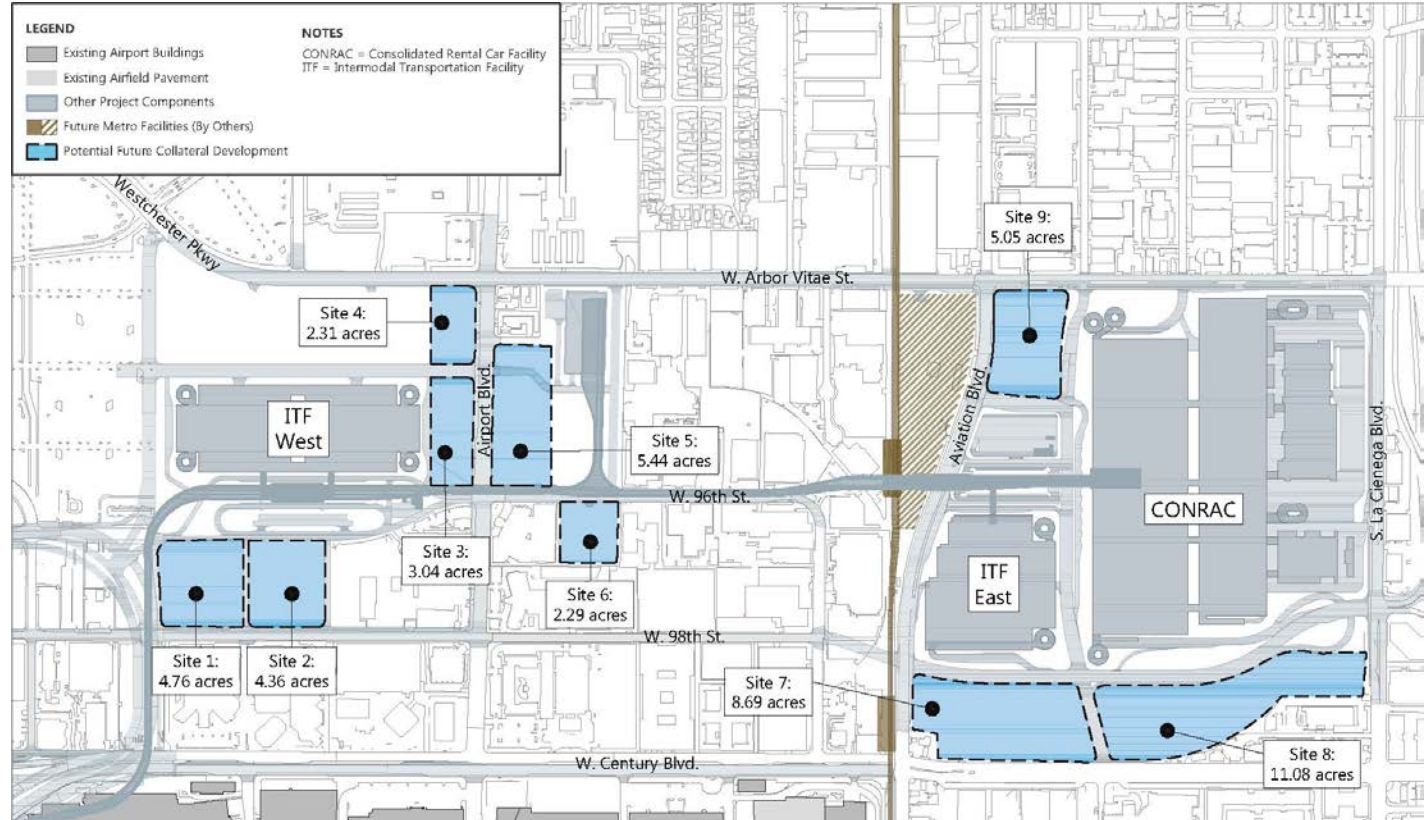 LEGEND
Existing Airport Buildings
Existing Airfield Pavement
Other Project Components
Future Metro Facilities (By Others)
Potential Future Collateral Development
NOTES
CONRAC = Consolidated Rental Car Facility
ITF = Intermodal Transportation Facility
Westchester Pkwy
W. Arbor Vitae St.
Site 9:
5.05 acres
Site 4:
2.31 acres
Airport Blvd.
Aviation Blvd.
S. La Cienega Blvd.
ITF
West
Site 5:
5.44 acres
W. 96th St.
CONRAC
Site 3:
3.04 acres
Site 6:
2.29 acres
ITF
East
W. 98th St.
Site 1:
4.76 acres
Site 2:
4.36 acres
Site 7:
8.69 acres
Site 8:
11.08 acres
W. Century Blvd.